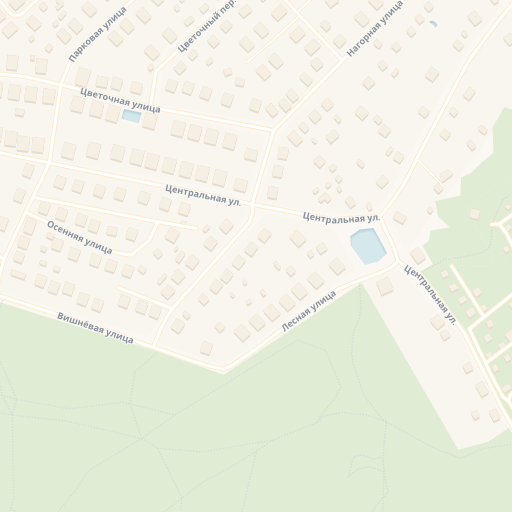 Парковая улица
Цветочный пер.
Нагорная улица
Цветочная улица
Центральная ул.
Центральная ул.
Осенняя улица
Центральная ул.
Лесная улица
Вишнёвая улица